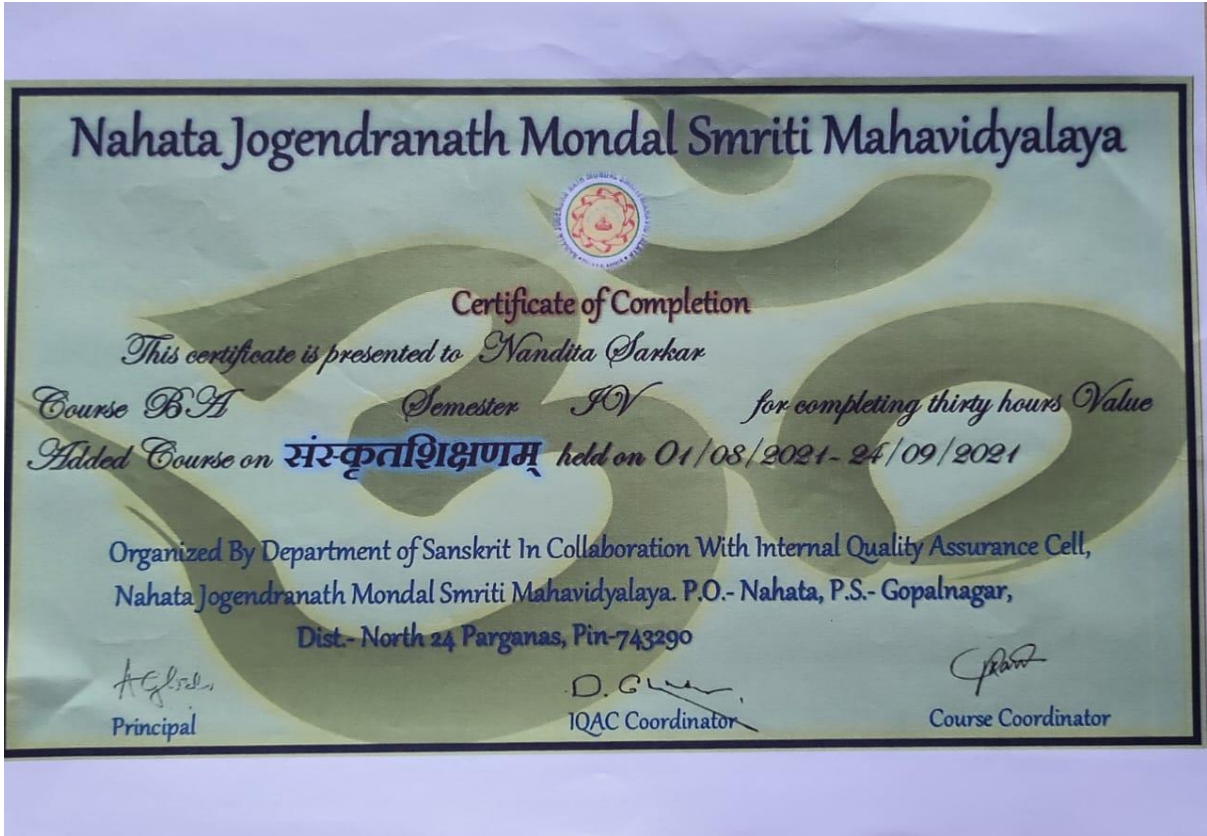 Nahata Jogendranath Mondal Smriti Mahavidyalaya
Certificate of Completion
This certificate is presented to Nandita Sarkar
Course BA Semester IV for completing thirty hours Value
Added Course on संस्कृतशिक्षणम् held on 01/08/2021- 24/09/2021
Organized By Department of Sanskrit In Collaboration With Internal Quality Assurance Cell,
Nahata Jogendranath Mondal Smriti Mahavidyalaya. P.O.- Nahata, P.S.- Gopalnagar,
Dist.- North 24 Parganas, Pin-743290
Principal IQAC Coordinator Course Coordinator